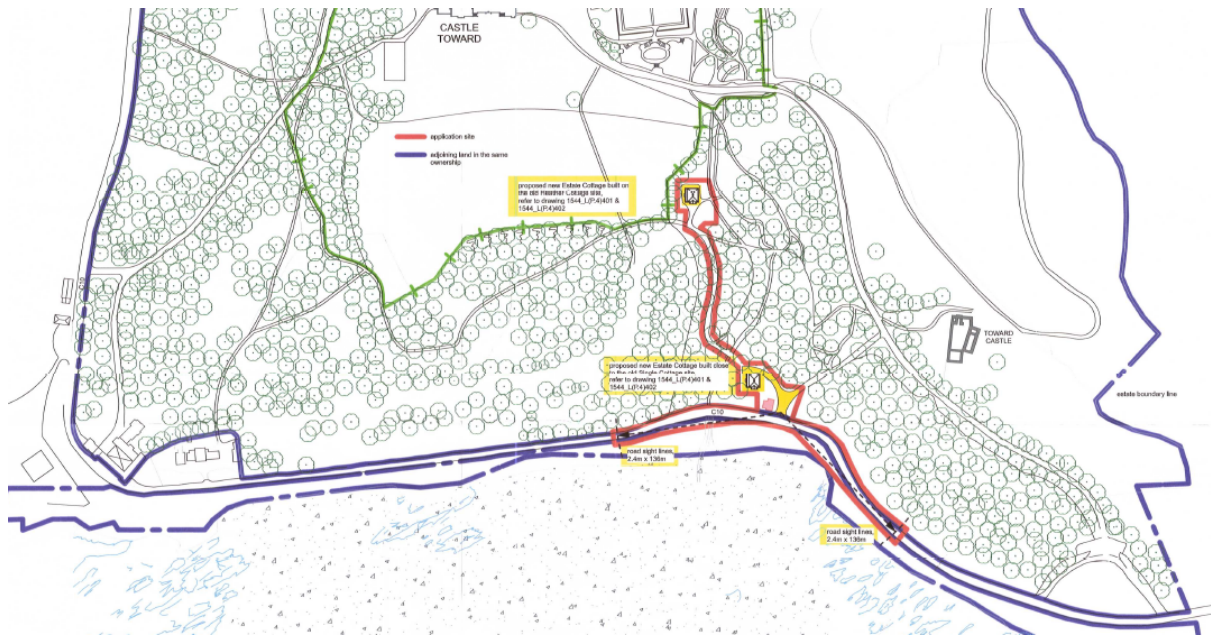 CASTLE
TOWARD
application site
adjoining land in the same
ownership
proposed new Estate Cottage built on
the old Heather Cottage site,
refer to drawing 1544_L(P.4)401 &
1544_L(P.4)402
TOWARD
CASTLE
proposed new Estate Cottage built close
to the old Cottage site,
refer to drawing 1544_L(P.4)401 &
1544_L(P.4)402
estate boundary line
C10
road sight lines,
2.4m x 136m
road sight lines,
2.4m x 136m